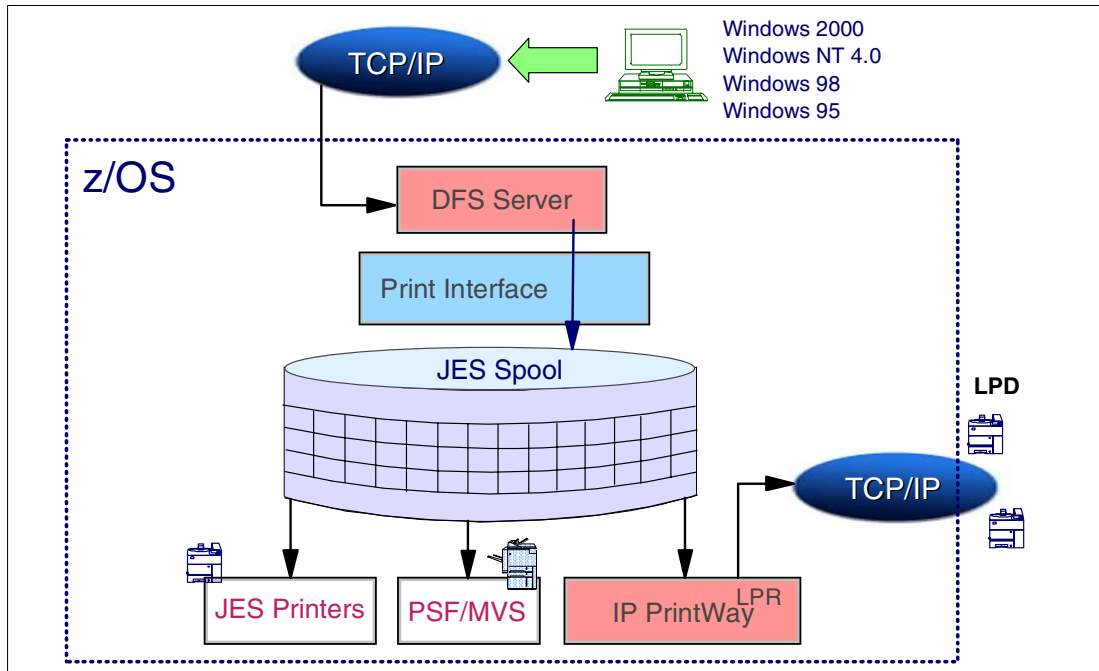 TCP/IP
Windows 2000
Windows NT 4.0
Windows 98
Windows 95
z/OS
DFS Server
Print Interface
JES Spool
LPD
TCP/IP
JES Printers
PSF/MVS
IP PrintWay
LPR